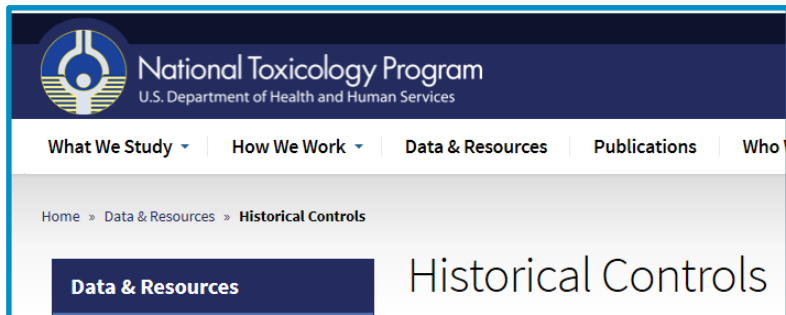 National Toxicology Program
U.S. Department of Health and Human Services
What We Study How We Work Data & Resources Publications Who
Home » Data & Resources » Historical Controls
Data & Resources
Historical Controls